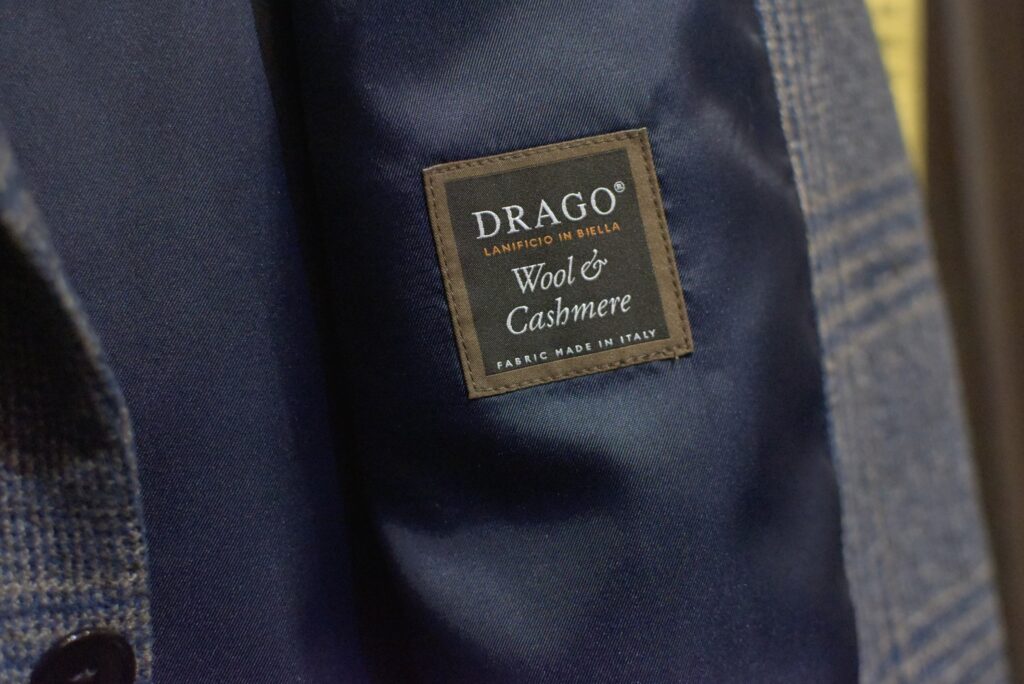 DRAGO®
LANIFICIO IN BIELLA
Wool &
Cashmere
FABRIC MADE IN ITALY